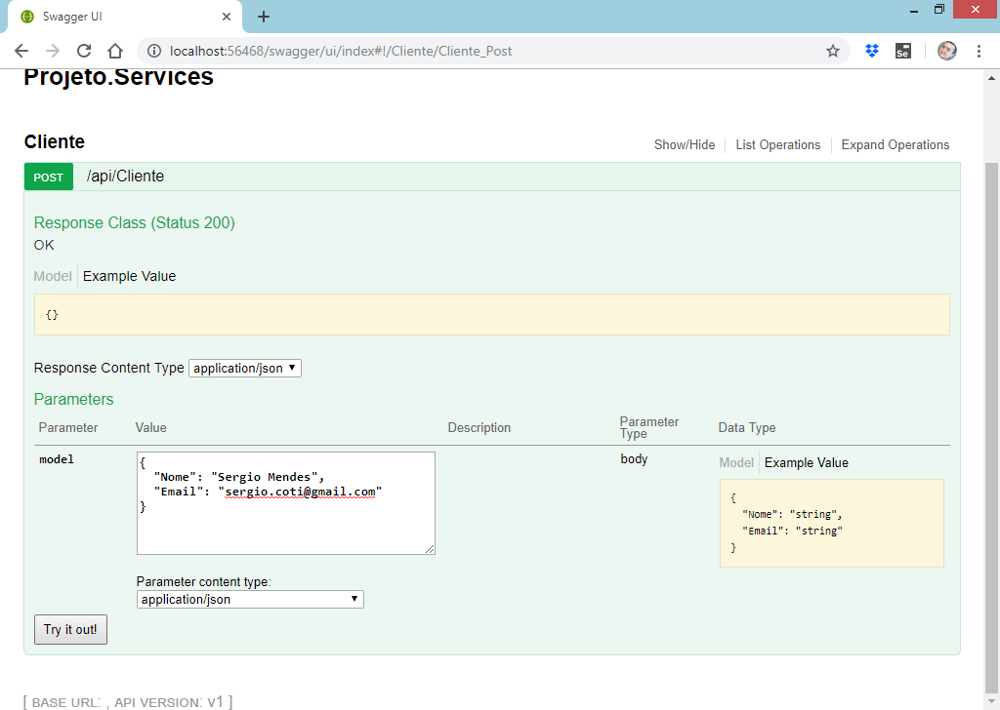 Swagger UI
localhost:56468/swagger/ui/index#!/Cliente/Cliente_Post
Se
Projeto.Services
Cliente
Show/Hide
List Operations
Expand Operations
POST
/api/Cliente
Response Class (Status 200)
OK
Model
Example Value
{}
Response Content Type application/json
Parameters
Parameter
Value
Description
Parameter
Type
Data Type
model
{
"Nome": "Sergio Mendes",
"Email": "sergio.coti@gmail.com"
}
body
Model
Example Value
{
"Nome": "string",
"Email": "string"
}
Parameter content type:
application/json
Try it out!
[ BASE URL: , API VERSION: V1 ]